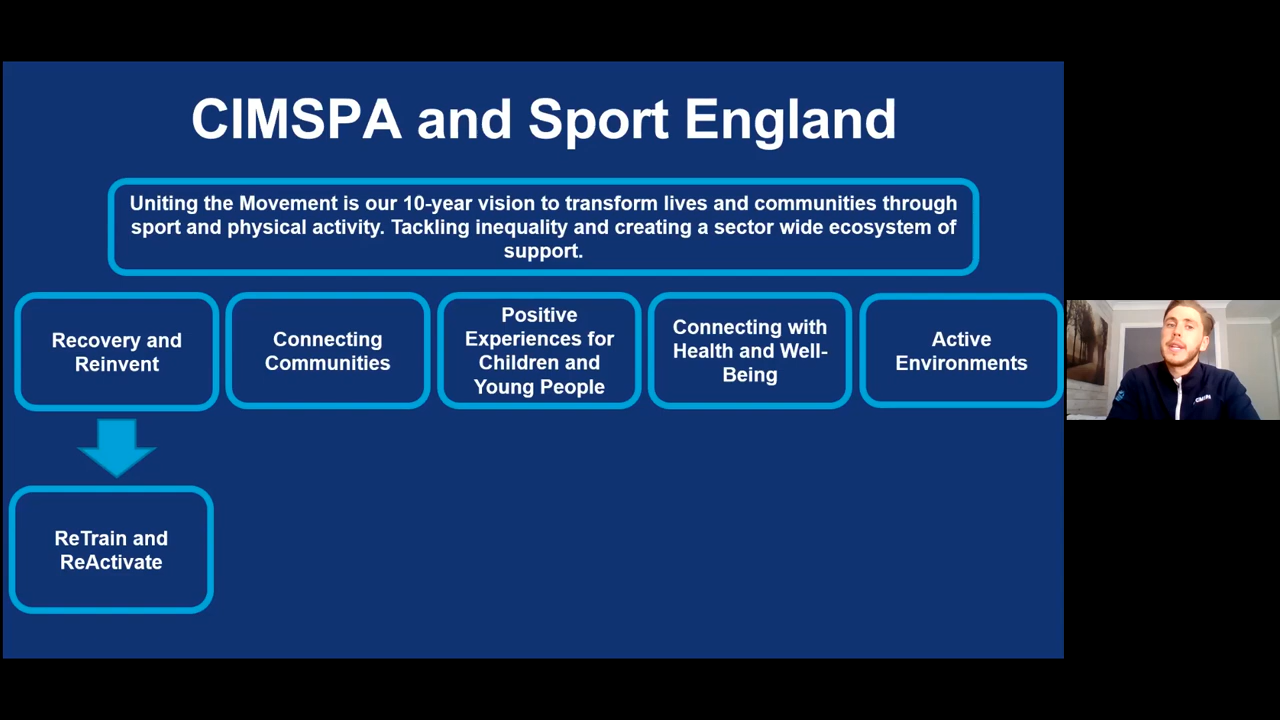 CIMSPA and Sport England
Uniting the Movement is our 10-year vision to transform lives and communities through
sport and physical activity. Tackling inequality and creating a sector wide ecosystem of
support.
Recovery and
Reinvent
Connecting
Communities
Positive
Experiences for
Children and
Young People
Connecting with
Health and Well-
Being
Active
Environments
ReTrain and
ReActivate
CIMSPA